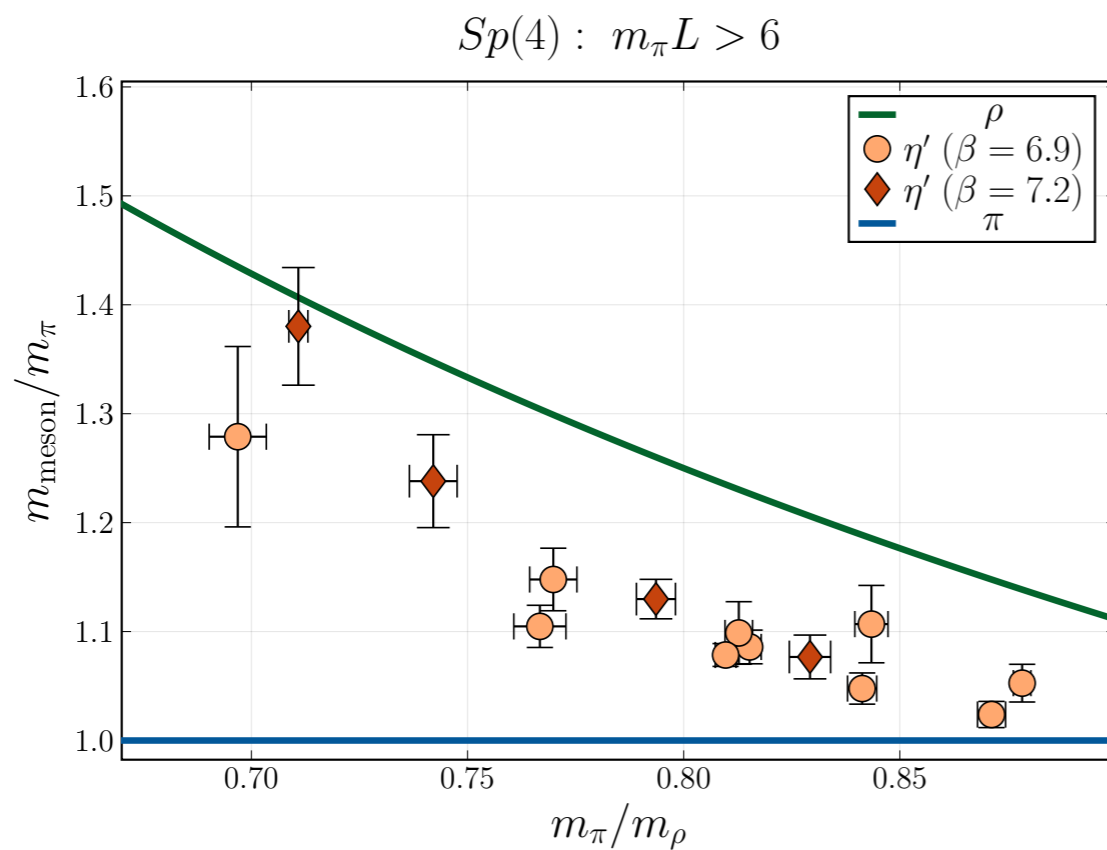 Sp(4) : m_π L > 6
m_meson/m_π
1.6
1.5
1.4
1.3
1.2
1.1
1.0
ρ
η′ (β = 6.9)
η′ (β = 7.2)
π
0.70 0.75 0.80 0.85
m_π/m_ρ